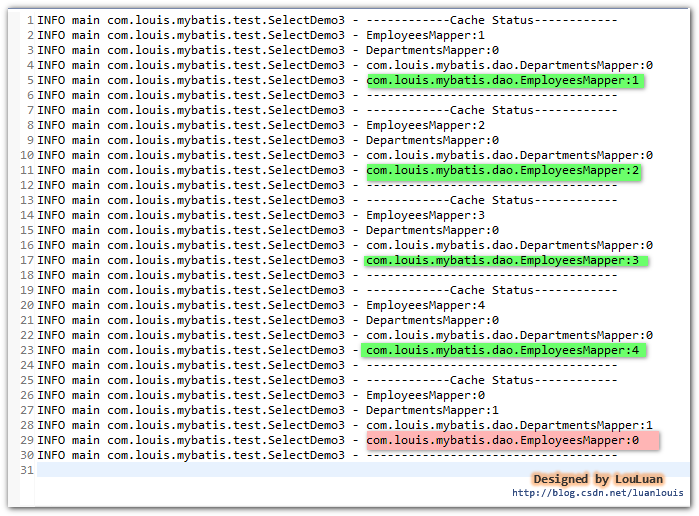 1 INFO main com.louis.mybatis.test.SelectDemo3 - ------------Cache Status------------
2 INFO main com.louis.mybatis.test.SelectDemo3 - EmployeesMapper:1
3 INFO main com.louis.mybatis.test.SelectDemo3 - DepartmentsMapper:0
4 INFO main com.louis.mybatis.test.SelectDemo3 - com.louis.mybatis.dao.DepartmentsMapper:0
5 INFO main com.louis.mybatis.test.SelectDemo3 - com.louis.mybatis.dao.EmployeesMapper:1
6 INFO main com.louis.mybatis.test.SelectDemo3 - ------------------------------------
7 INFO main com.louis.mybatis.test.SelectDemo3 - ------------Cache Status------------
8 INFO main com.louis.mybatis.test.SelectDemo3 - EmployeesMapper:2
9 INFO main com.louis.mybatis.test.SelectDemo3 - DepartmentsMapper:0
10 INFO main com.louis.mybatis.test.SelectDemo3 - com.louis.mybatis.dao.DepartmentsMapper:0
11 INFO main com.louis.mybatis.test.SelectDemo3 - com.louis.mybatis.dao.EmployeesMapper:2
12 INFO main com.louis.mybatis.test.SelectDemo3 - ------------------------------------
13 INFO main com.louis.mybatis.test.SelectDemo3 - ------------Cache Status------------
14 INFO main com.louis.mybatis.test.SelectDemo3 - EmployeesMapper:3
15 INFO main com.louis.mybatis.test.SelectDemo3 - DepartmentsMapper:0
16 INFO main com.louis.mybatis.test.SelectDemo3 - com.louis.mybatis.dao.DepartmentsMapper:0
17 INFO main com.louis.mybatis.test.SelectDemo3 - com.louis.mybatis.dao.EmployeesMapper:3
18 INFO main com.louis.mybatis.test.SelectDemo3 - ------------------------------------
19 INFO main com.louis.mybatis.test.SelectDemo3 - ------------Cache Status------------
20 INFO main com.louis.mybatis.test.SelectDemo3 - EmployeesMapper:4
21 INFO main com.louis.mybatis.test.SelectDemo3 - DepartmentsMapper:0
22 INFO main com.louis.mybatis.test.SelectDemo3 - com.louis.mybatis.dao.DepartmentsMapper:0
23 INFO main com.louis.mybatis.test.SelectDemo3 - com.louis.mybatis.dao.EmployeesMapper:4
24 INFO main com.louis.mybatis.test.SelectDemo3 - ------------------------------------
25 INFO main com.louis.mybatis.test.SelectDemo3 - ------------Cache Status------------
26 INFO main com.louis.mybatis.test.SelectDemo3 - EmployeesMapper:0
27 INFO main com.louis.mybatis.test.SelectDemo3 - DepartmentsMapper:1
28 INFO main com.louis.mybatis.test.SelectDemo3 - com.louis.mybatis.dao.DepartmentsMapper:1
29 INFO main com.louis.mybatis.test.SelectDemo3 - com.louis.mybatis.dao.EmployeesMapper:0
30 INFO main com.louis.mybatis.test.SelectDemo3 - ------------------------------------
31
Designed by LouLuan
http://blog.csdn.net/luanlouis